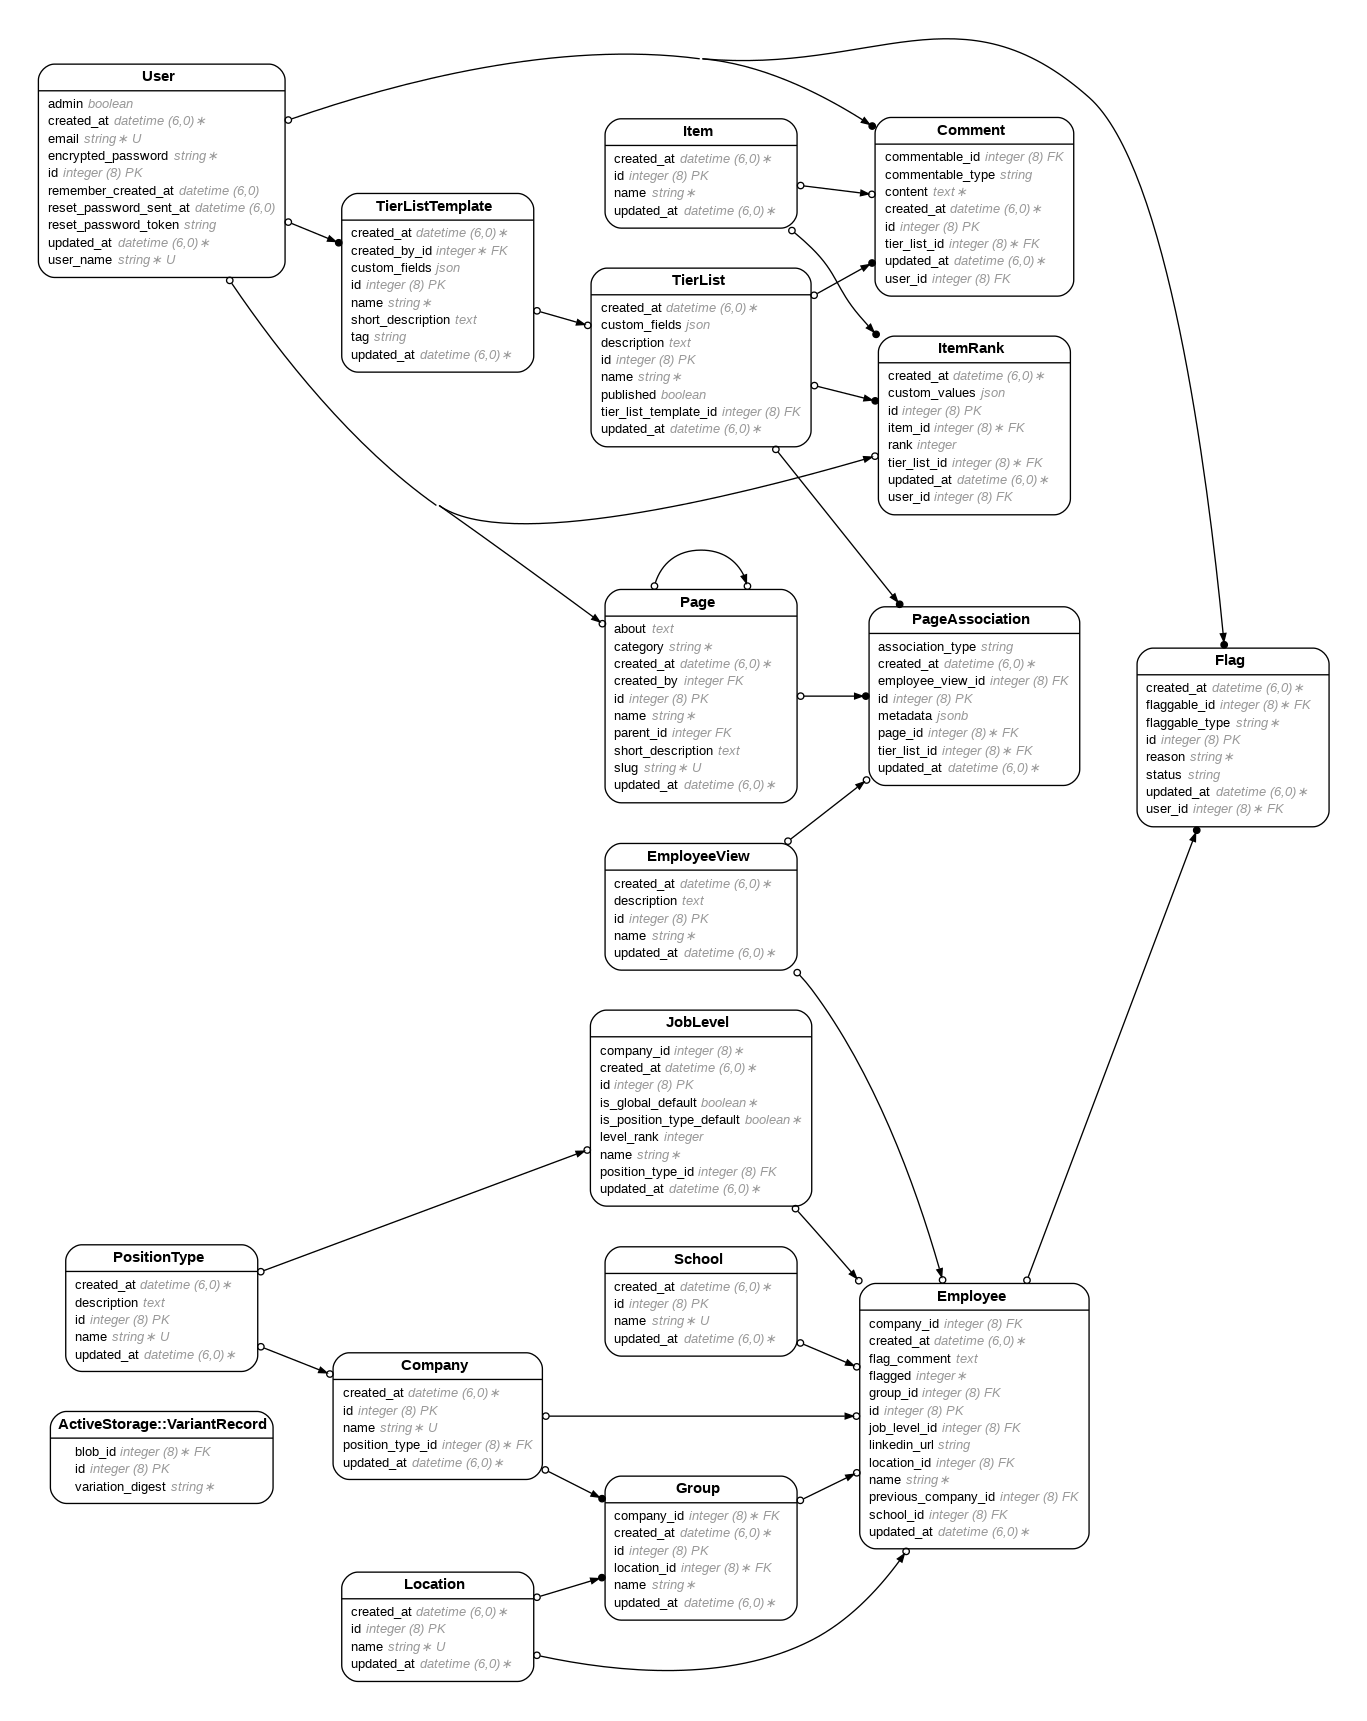 User
admin boolean
created_at datetime (6,0)∗
email string∗ U
encrypted_password string∗
id integer (8) PK
remember_created_at datetime (6,0)
reset_password_sent_at datetime (6,0)
reset_password_token string
updated_at datetime (6,0)∗
user_name string∗ U
TierListTemplate
created_at datetime (6,0)∗
created_by_id integer∗ FK
custom_fields json
id integer (8) PK
name string∗
short_description text
tag string
updated_at datetime (6,0)∗
Item
created_at datetime (6,0)∗
id integer (8) PK
name string∗
updated_at datetime (6,0)∗
TierList
created_at datetime (6,0)∗
custom_fields json
description text
id integer (8) PK
name string∗
published boolean
tier_list_template_id integer (8) FK
updated_at datetime (6,0)∗
Comment
commentable_id integer (8) FK
commentable_type string
content text∗
created_at datetime (6,0)∗
id integer (8) PK
tier_list_id integer (8)∗ FK
updated_at datetime (6,0)∗
user_id integer (8) FK
ItemRank
created_at datetime (6,0)∗
custom_values json
id integer (8) PK
item_id integer (8)∗ FK
rank integer
tier_list_id integer (8)∗ FK
updated_at datetime (6,0)∗
user_id integer (8) FK
Page
about text
category string∗
created_at datetime (6,0)∗
created_by integer FK
id integer (8) PK
name string∗
parent_id integer FK
short_description text
slug string∗ U
updated_at datetime (6,0)∗
PageAssociation
association_type string
created_at datetime (6,0)∗
employee_view_id integer (8) FK
id integer (8) PK
metadata jsonb
page_id integer (8)∗ FK
tier_list_id integer (8)∗ FK
updated_at datetime (6,0)∗
Flag
created_at datetime (6,0)∗
flaggable_id integer (8)∗ FK
flaggable_type string∗
id integer (8) PK
reason string∗
status string
updated_at datetime (6,0)∗
user_id integer (8)∗ FK
EmployeeView
created_at datetime (6,0)∗
description text
id integer (8) PK
name string∗
updated_at datetime (6,0)∗
JobLevel
company_id integer (8)∗
created_at datetime (6,0)∗
id integer (8) PK
is_global_default boolean∗
is_position_type_default boolean∗
level_rank integer
name string∗
position_type_id integer (8) FK
updated_at datetime (6,0)∗
PositionType
created_at datetime (6,0)∗
description text
id integer (8) PK
name string∗ U
updated_at datetime (6,0)∗
School
created_at datetime (6,0)∗
id integer (8) PK
name string∗ U
updated_at datetime (6,0)∗
Employee
company_id integer (8) FK
created_at datetime (6,0)∗
flag_comment text
flagged integer∗
group_id integer (8) FK
id integer (8) PK
job_level_id integer (8) FK
linkedin_url string
location_id integer (8) FK
name string∗
previous_company_id integer (8) FK
school_id integer (8) FK
updated_at datetime (6,0)∗
Company
created_at datetime (6,0)∗
id integer (8) PK
name string∗ U
position_type_id integer (8)∗ FK
updated_at datetime (6,0)∗
ActiveStorage::VariantRecord
blob_id integer (8)∗ FK
id integer (8) PK
variation_digest string∗
Group
company_id integer (8)∗ FK
created_at datetime (6,0)∗
id integer (8) PK
location_id integer (8)∗ FK
name string∗
updated_at datetime (6,0)∗
Location
created_at datetime (6,0)∗
id integer (8) PK
name string∗ U
updated_at datetime (6,0)∗